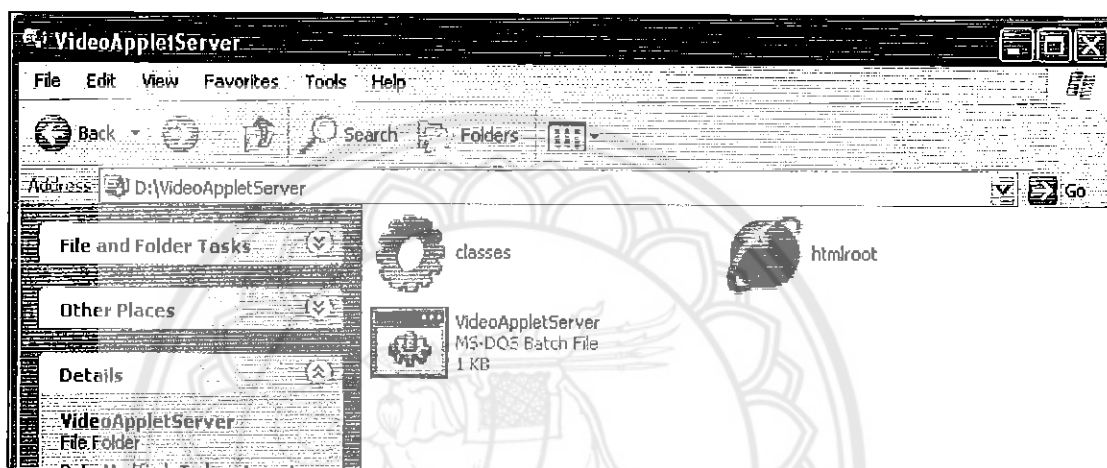 VideoAppletServer
File Edit View Favorites Tools Help
Back Search Folders
Address D:\VideoAppletServer Go
File and Folder Tasks
classes
htmlroot
Other Places
VideoAppletServer
MS-DOS Batch File
1 KB
Details
VideoAppletServer
File Folder